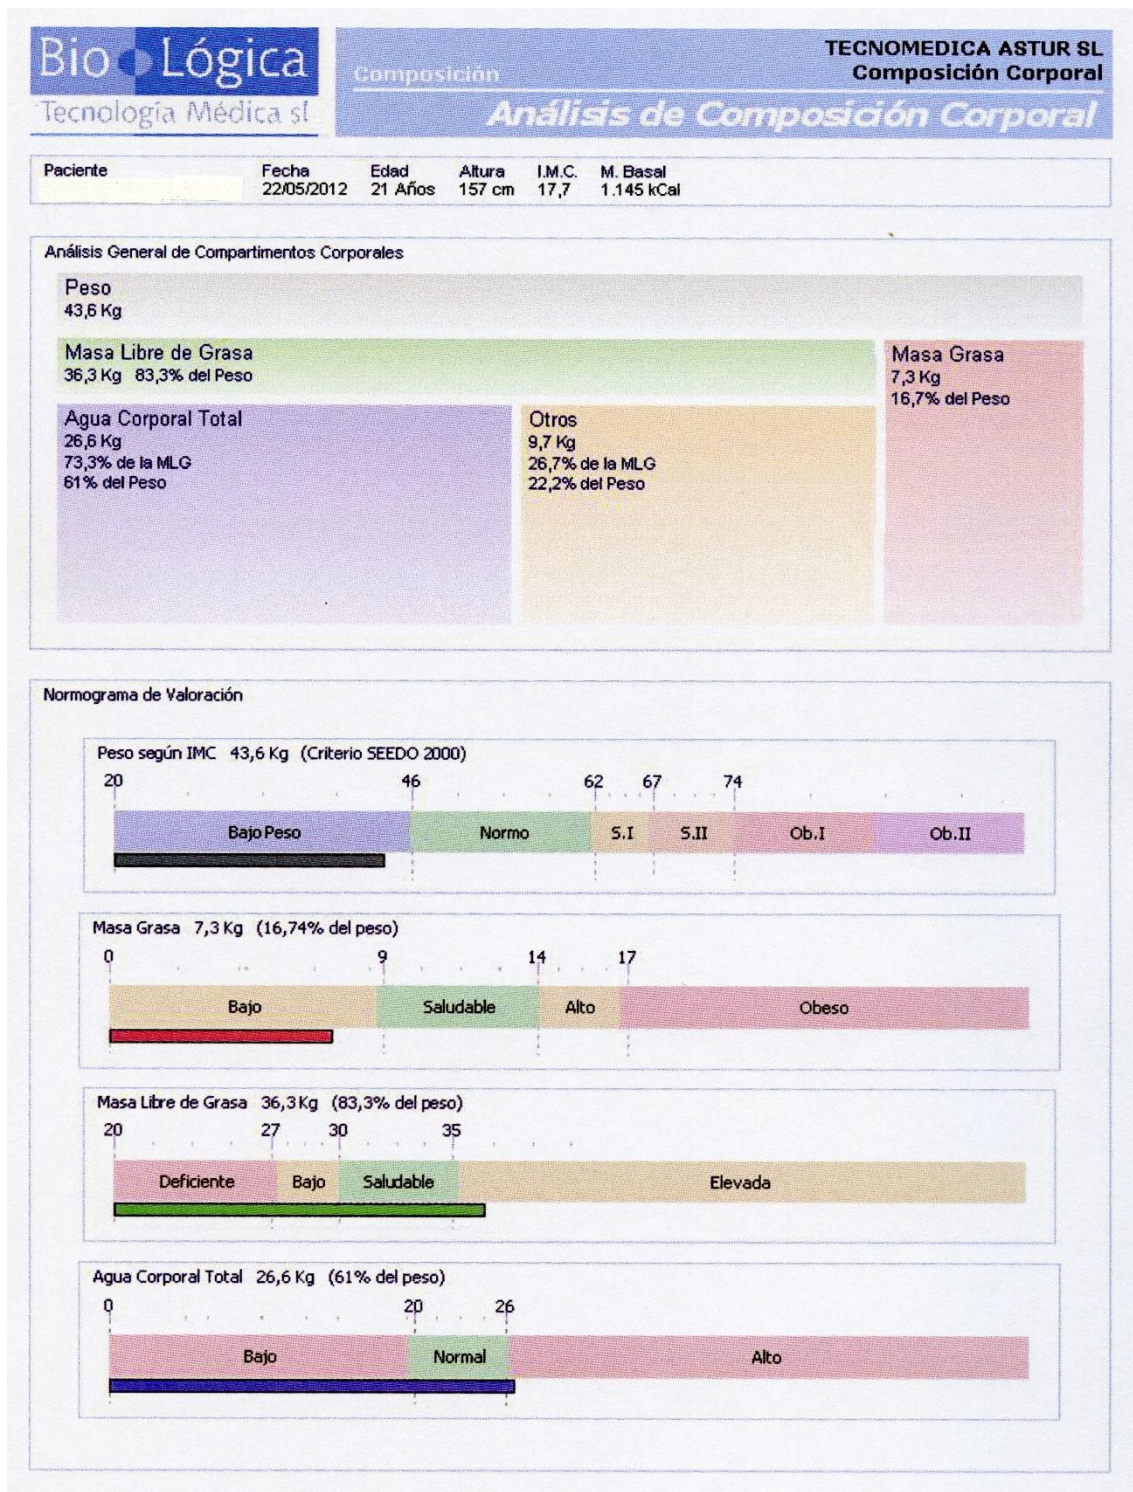 Bio Lógica
Tecnología Médica sl
TECNOMEDICA ASTUR SL
Composición
Composición Corporal
Análisis de Composición Corporal
Paciente Fecha Edad Altura I.M.C. M. Basal
22/05/2012 21 Años 157 cm 17,7 1.145 kCal
Análisis General de Compartimentos Corporales
Peso
43,6 Kg
Masa Libre de Grasa
36,3 Kg 83,3% del Peso
Masa Grasa
7,3 Kg
16,7% del Peso
Agua Corporal Total
26,6 Kg
73,3% de la MLG
61% del Peso
Otros
9,7 Kg
26,7% de la MLG
22,2% del Peso
Normograma de Valoración
Peso según IMC 43,6 Kg (Criterio SEEDO 2000)
20 46 62 67 74
Bajo Peso Normo S.I S.II Ob.I Ob.II
Masa Grasa 7,3 Kg (16,74% del peso)
0 9 14 17
Bajo Saludable Alto Obeso
Masa Libre de Grasa 36,3 Kg (83,3% del peso)
20 27 30 35
Deficiente Bajo Saludable Elevada
Agua Corporal Total 26,6 Kg (61% del peso)
0 20 26
Bajo Normal Alto